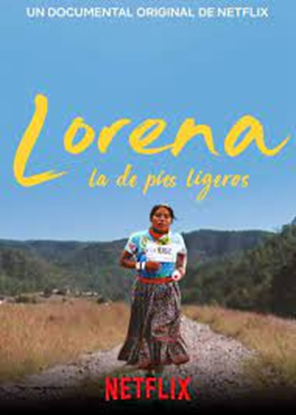 UN DOCUMENTAL ORIGINAL DE NETFLIX
Lorena
la de pies ligeros
NETFLIX